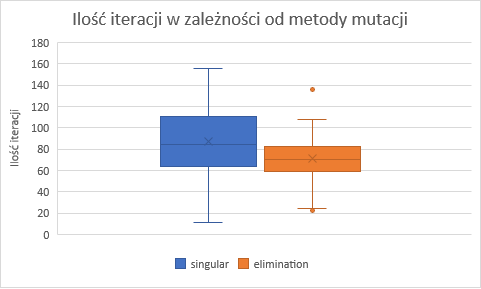 Ilość iteracji w zależności od metody mutacji
180
160
140
120
100
80
60
40
20
0
Ilość iteracji
singular
elimination